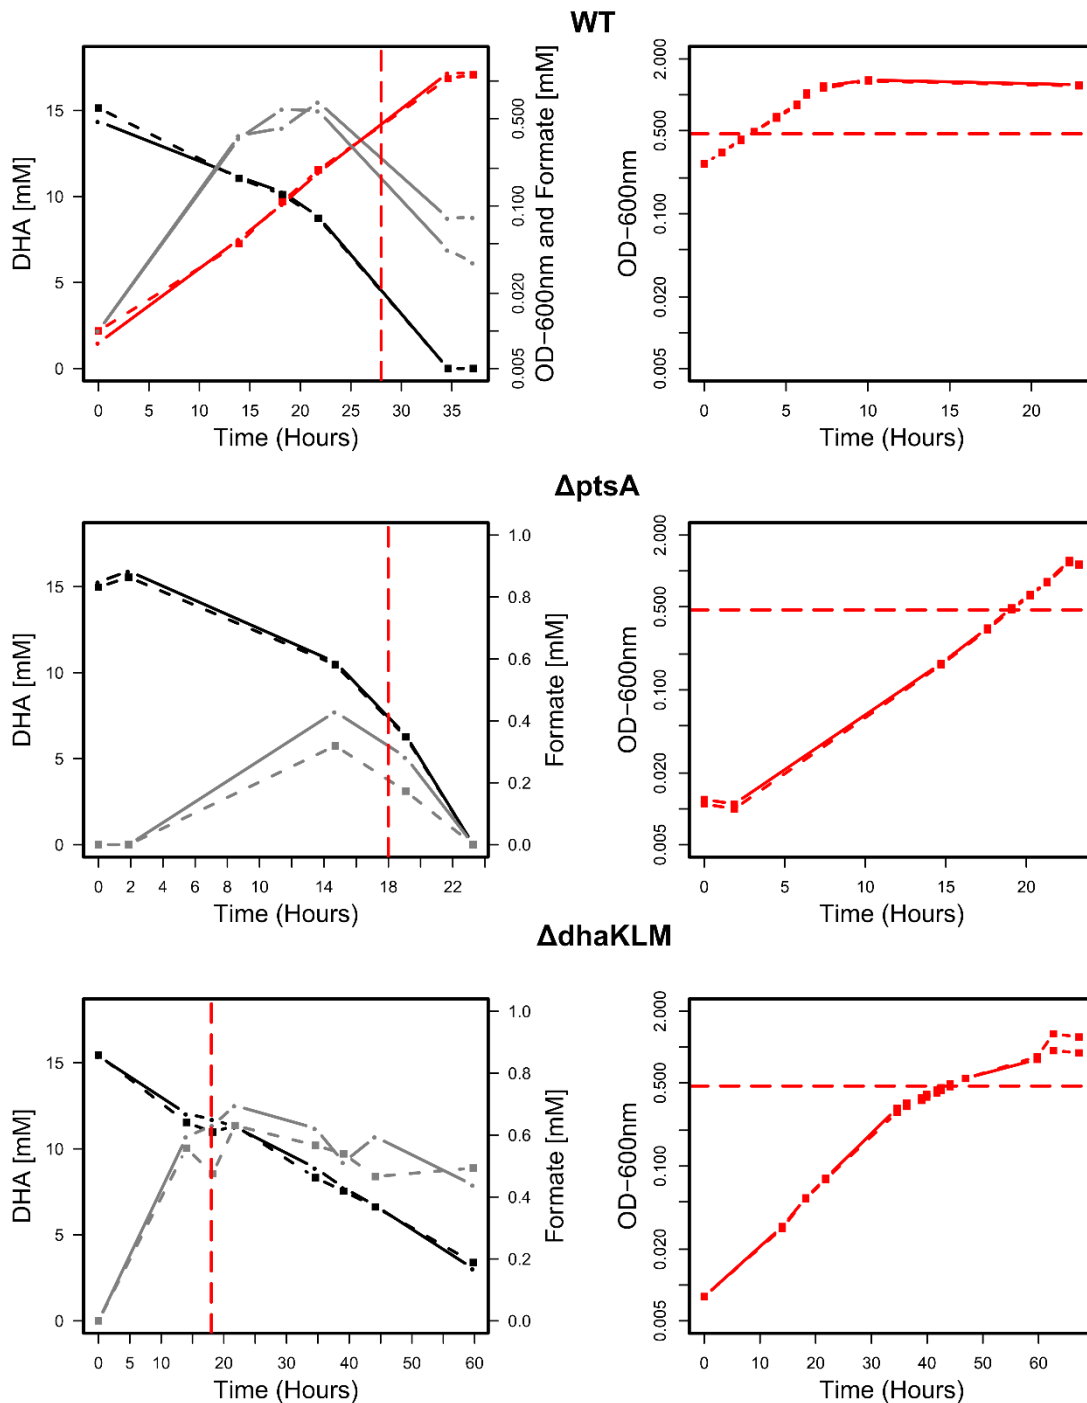 WT
DHA [mM]
0 5 10 15
OD−600nm and Formate [mM]
0.005 0.020 0.100 0.500
0 5 10 15 20 25 30 35
Time (Hours)
OD−600nm
0.005 0.020 0.100 0.500 2.000
0 5 10 15 20
Time (Hours)
ΔptsA
DHA [mM]
0 5 10 15
Formate [mM]
0.0 0.2 0.4 0.6 0.8 1.0
0 2 4 6 8 10 14 18 22
Time (Hours)
OD−600nm
0.005 0.020 0.100 0.500 2.000
0 5 10 15 20
Time (Hours)
ΔdhaKLM
DHA [mM]
0 5 10 15
Formate [mM]
0.0 0.2 0.4 0.6 0.8 1.0
0 5 10 20 30 40 50 60
Time (Hours)
OD−600nm
0.005 0.020 0.100 0.500 2.000
0 10 20 30 40 50 60
Time (Hours)